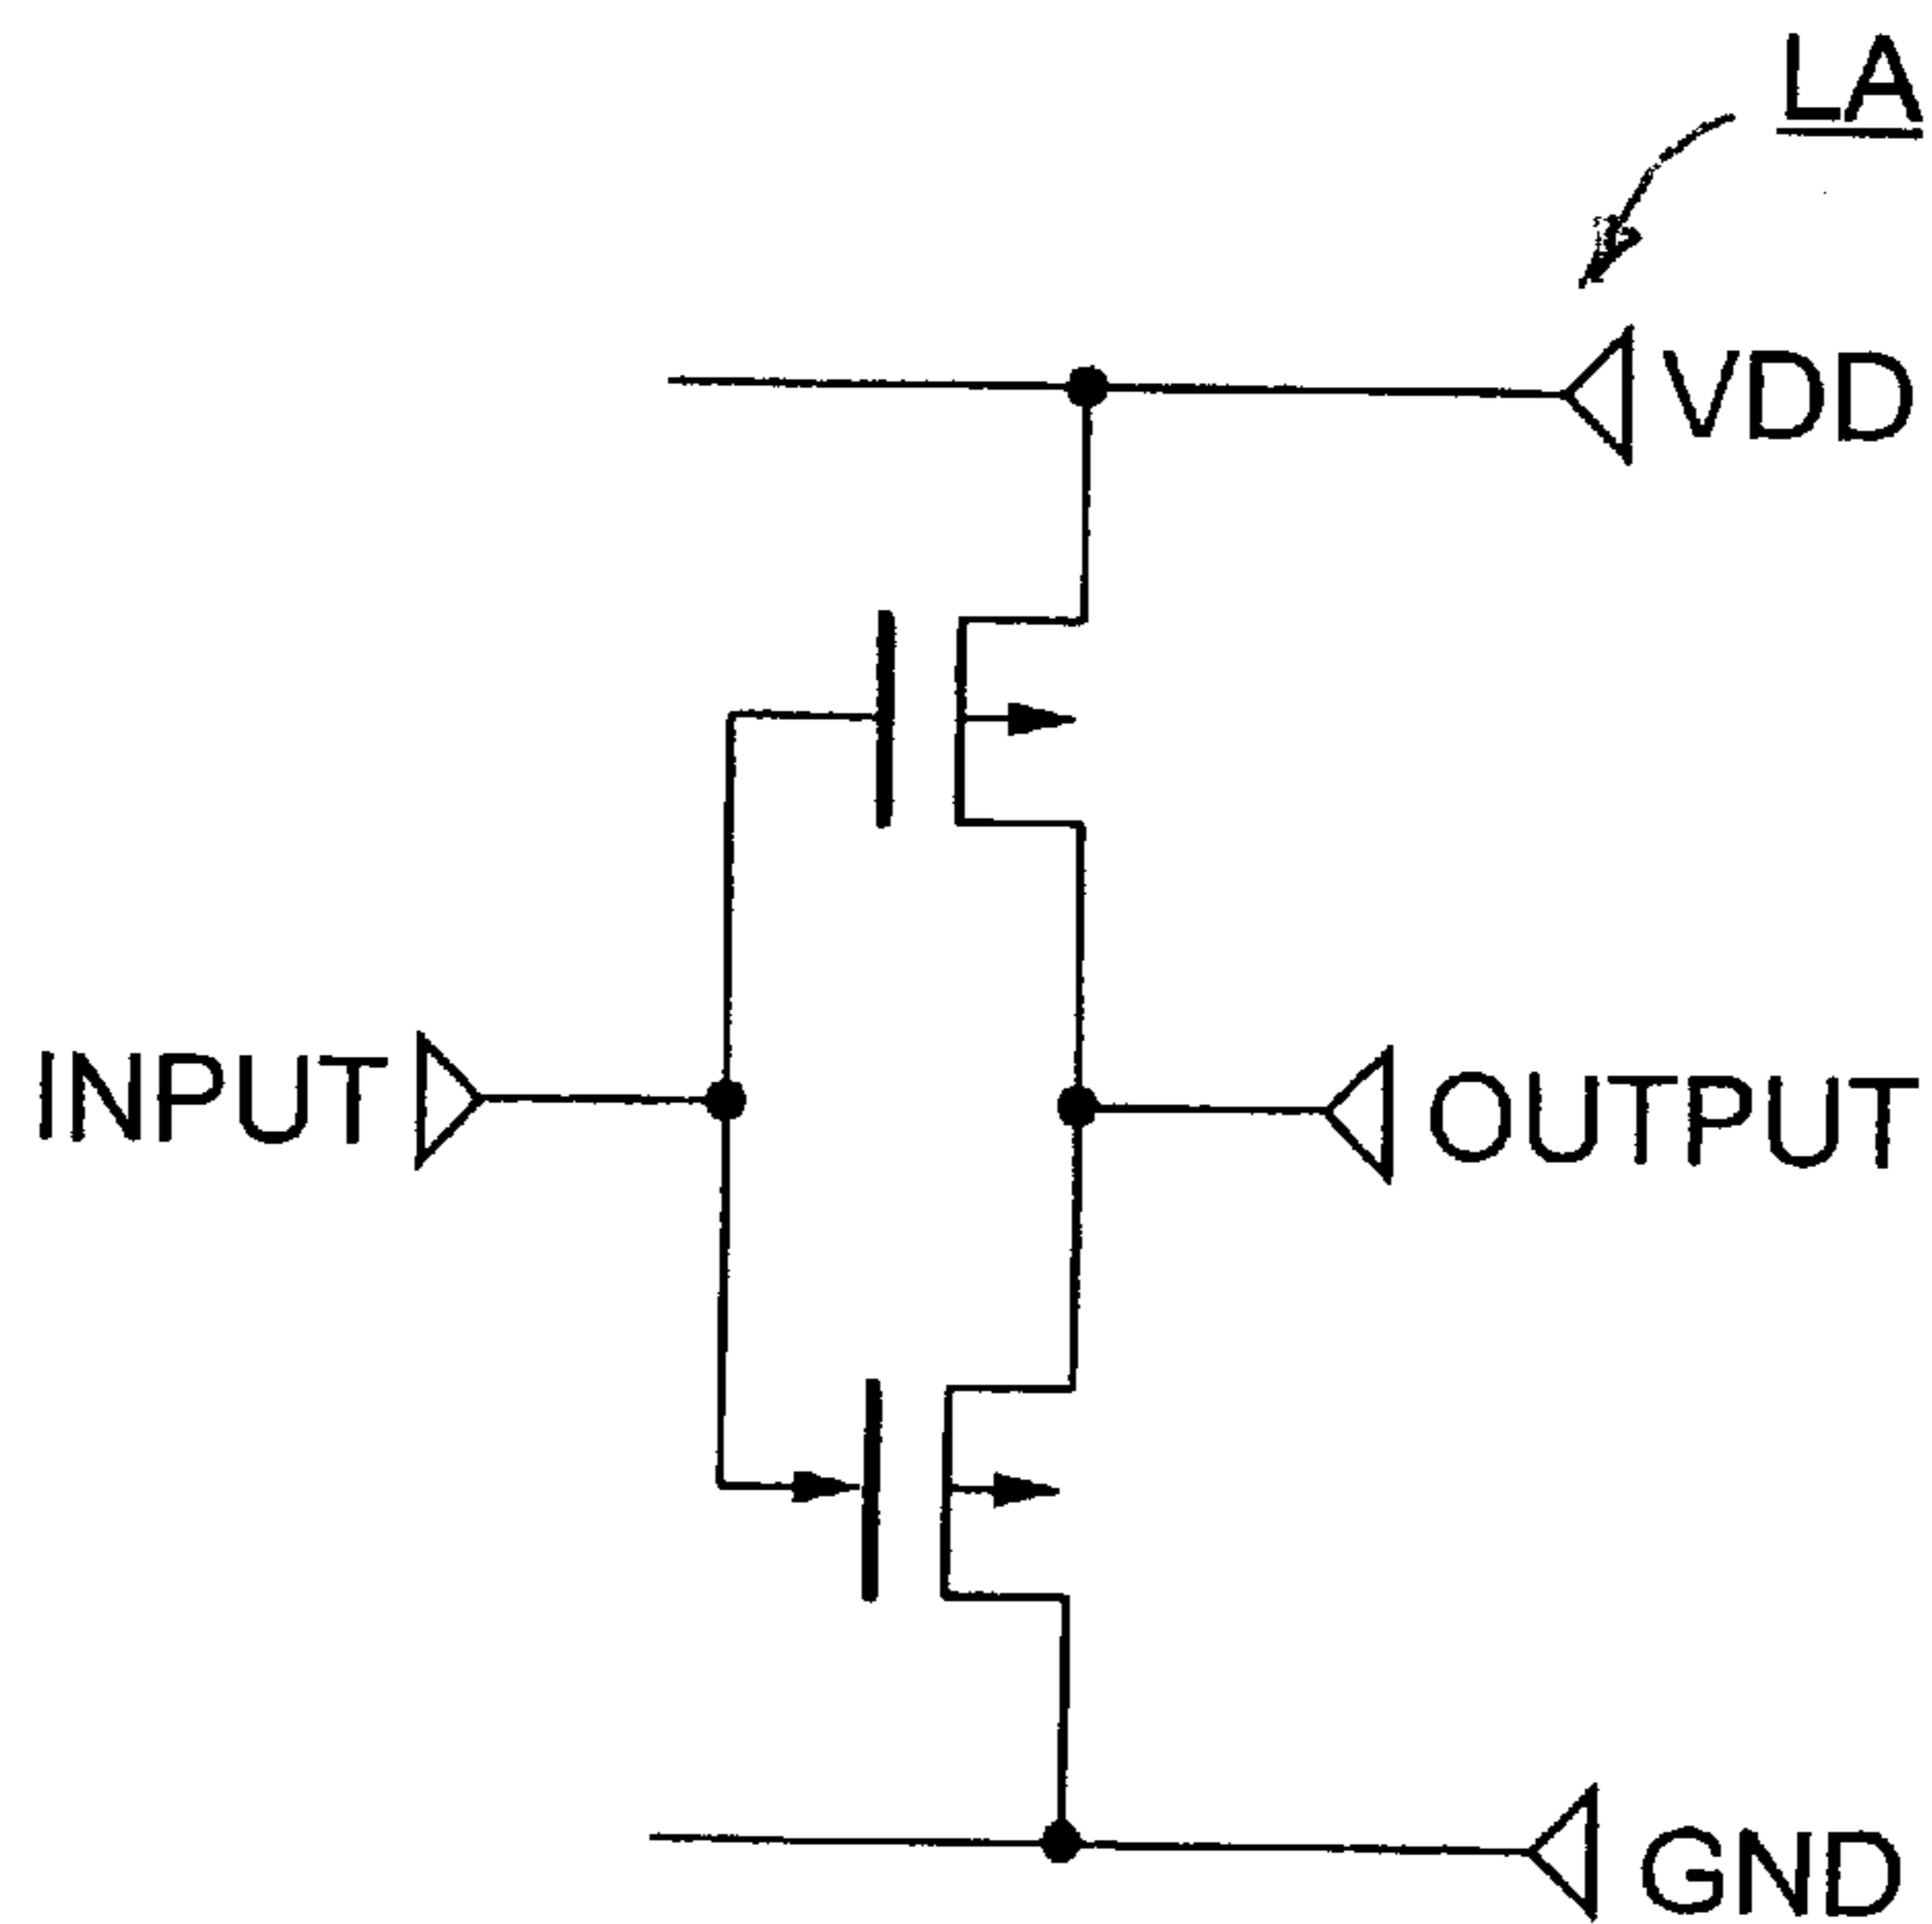 LA
VDD
INPUT
OUTPUT
GND